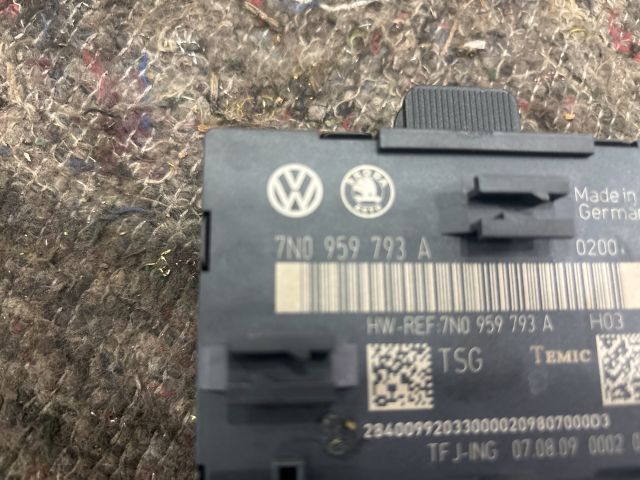 Made in
German
7N0 959 793 A
0200
HW-REF:7N0 959 793 A H03
TSG TEMIC
28400992033000020980700003
TFJ-ING 07.08.09 0002